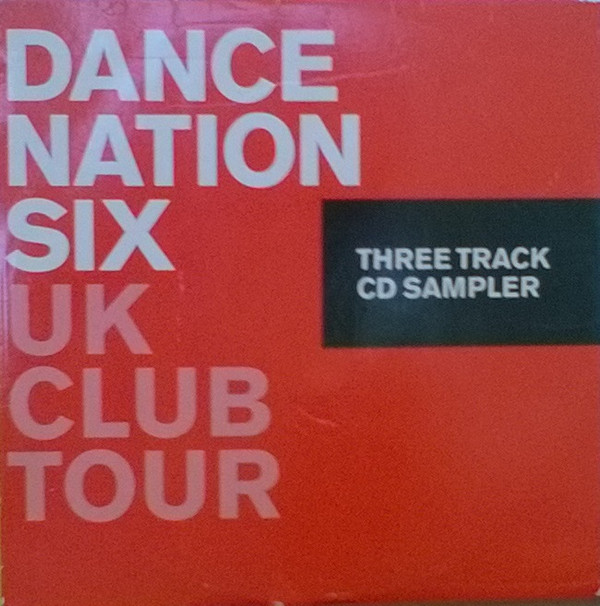 DANCE
NATION
SIX
UK
CLUB
TOUR
THREE TRACK
CD SAMPLER